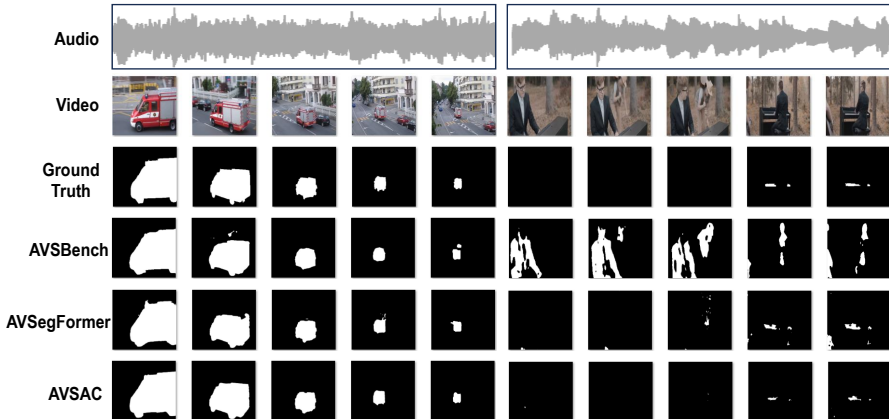 Audio
Video
Ground
Truth
AVSBench
AVSegFormer
AVSAC